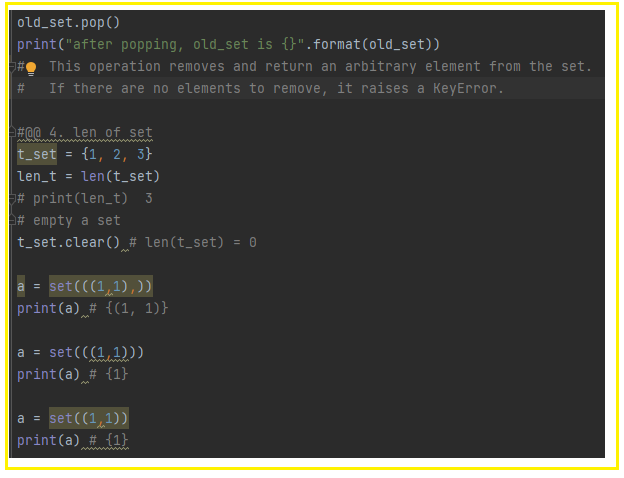 old_set.pop()
print("after popping, old_set is {}".format(old_set))
#   This operation removes and return an arbitrary element from the set.
#   If there are no elements to remove, it raises a KeyError.
#@@ 4. len of set
t_set = {1, 2, 3}
len_t = len(t_set)
# print(len_t)  3
# empty a set
t_set.clear() # len(t_set) = 0
a = set(((1,1),))
print(a) # {(1, 1)}
a = set(((1,1)))
print(a) # {1}
a = set((1,1))
print(a) # {1}